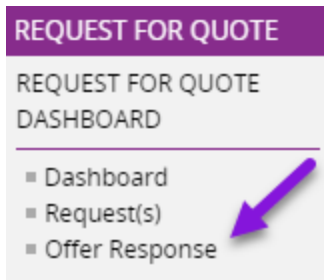 REQUEST FOR QUOTE
REQUEST FOR QUOTE
DASHBOARD
Dashboard
Request(s)
Offer Response